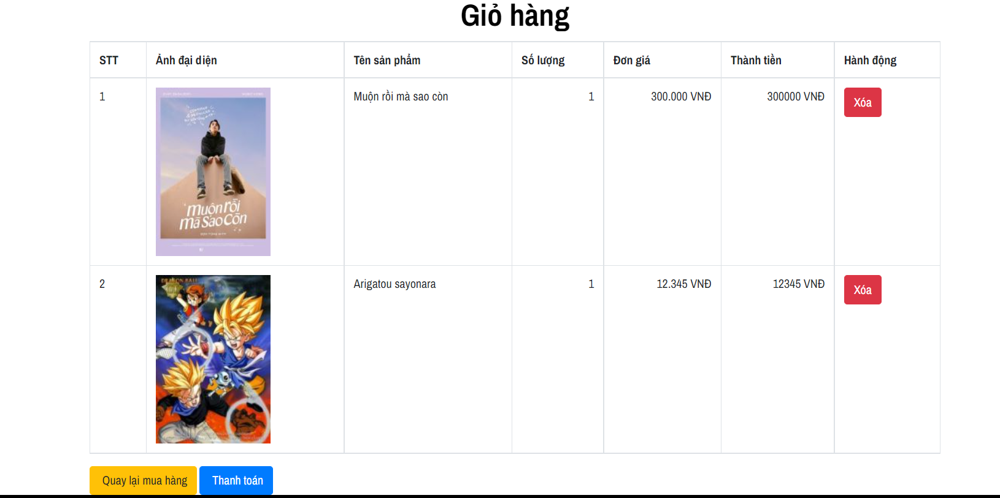 Giỏ hàng
STT Ảnh đại diện Tên sản phẩm Số lượng Đơn giá Thành tiền Hành động
1 Muộn rồi mà sao còn 1 300.000 VNĐ 300000 VNĐ Xóa
muộn rồi
mà sao còn
2 Arigatou sayonara 1 12.345 VNĐ 12345 VNĐ Xóa
DRAGON BALL
Quay lại mua hàng Thanh toán